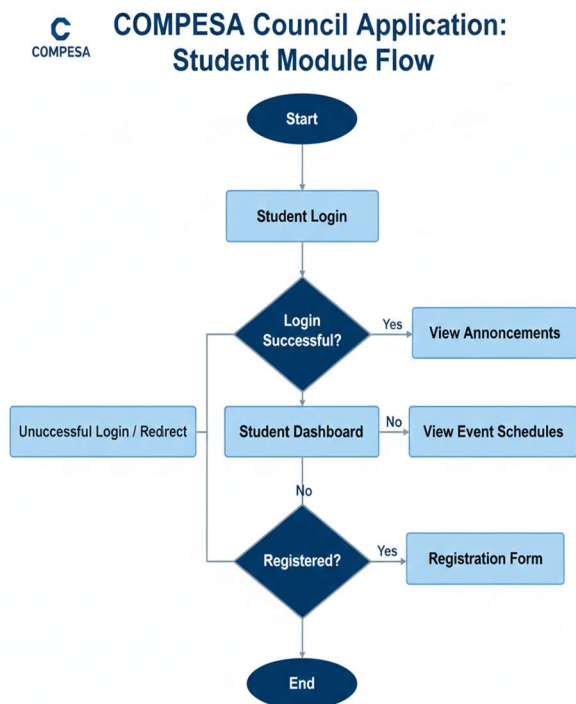 C
COMPESA
COMPESA Council Application:
Student Module Flow
Start
Student Login
Login
Successful?
Yes
View Annoncements
Unuccessful Login / Redrect
Student Dashboard
No
View Event Schedules
No
Registered?
Yes
Registration Form
End